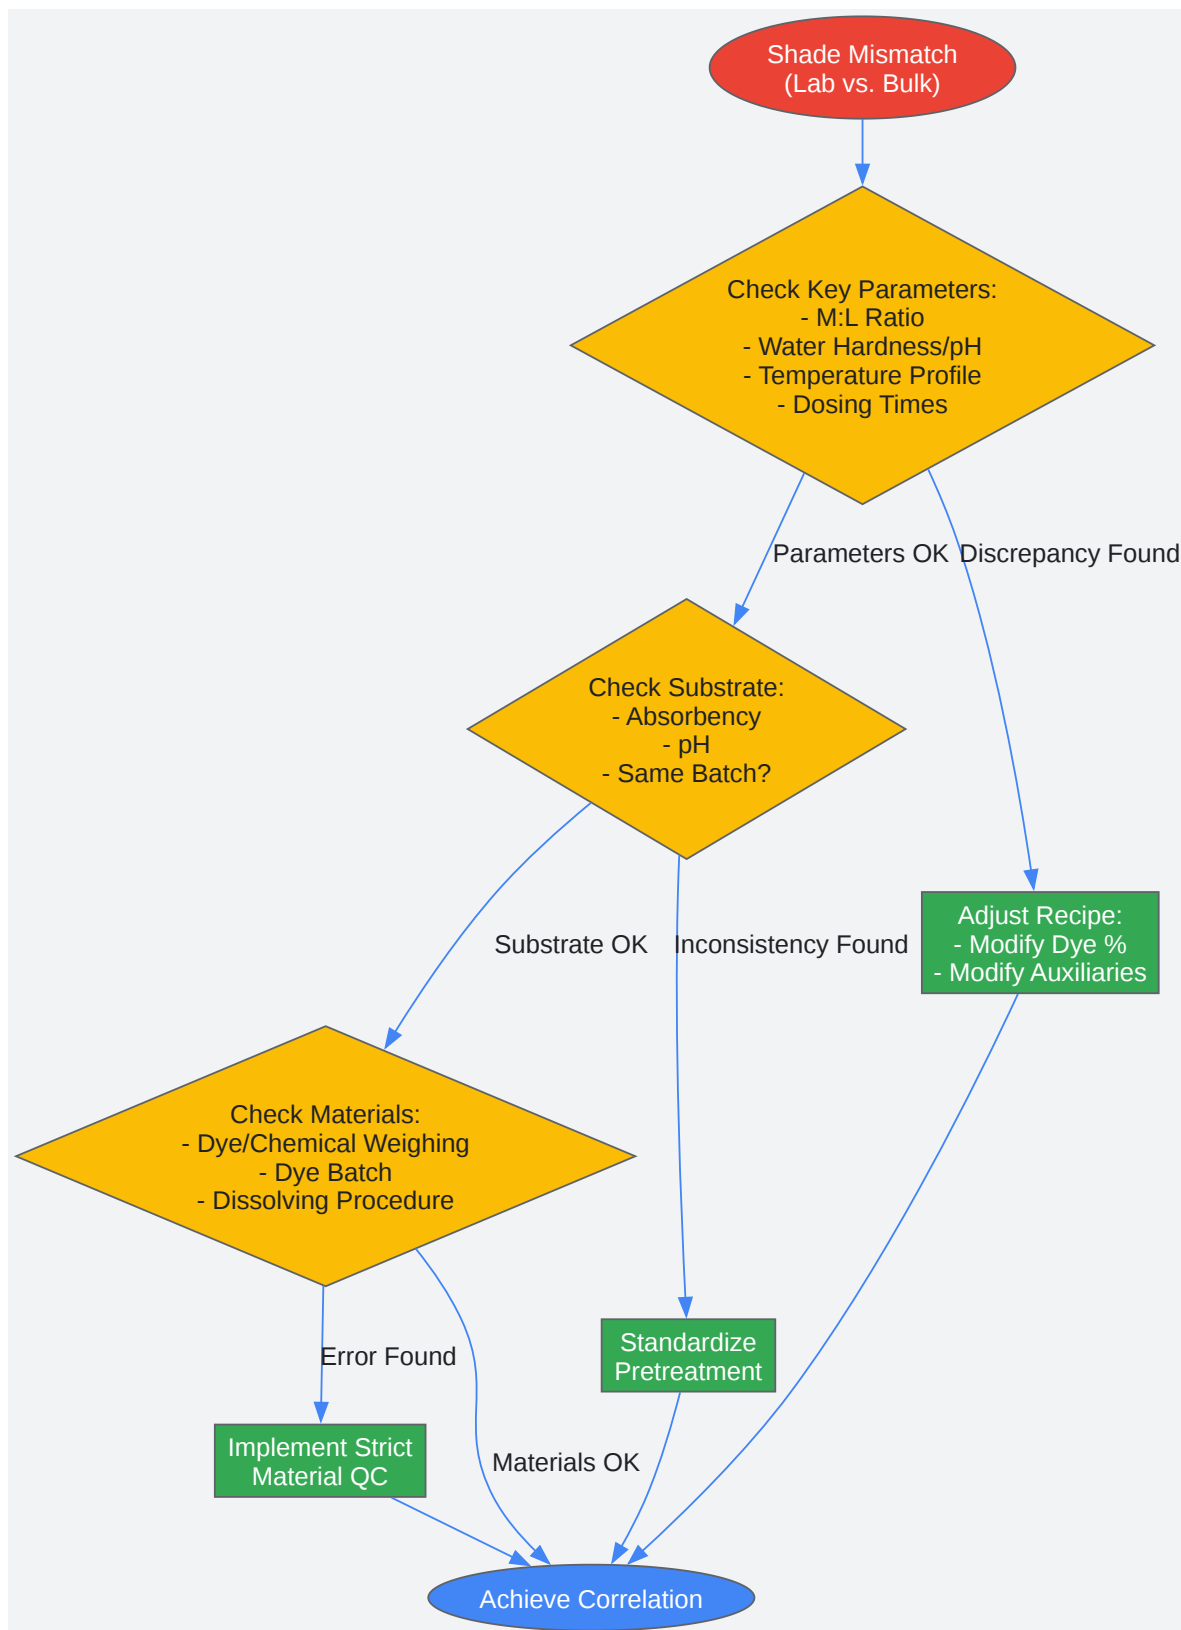 Shade Mismatch
(Lab vs. Bulk)
Check Key Parameters:
- M:L Ratio
- Water Hardness/pH
- Temperature Profile
- Dosing Times
Parameters OK
Discrepancy Found
Check Substrate:
- Absorbency
- pH
- Same Batch?
Substrate OK
Inconsistency Found
Adjust Recipe:
- Modify Dye %
- Modify Auxiliaries
Check Materials:
- Dye/Chemical Weighing
- Dye Batch
- Dissolving Procedure
Error Found
Standardize
Pretreatment
Implement Strict
Material QC
Materials OK
Achieve Correlation